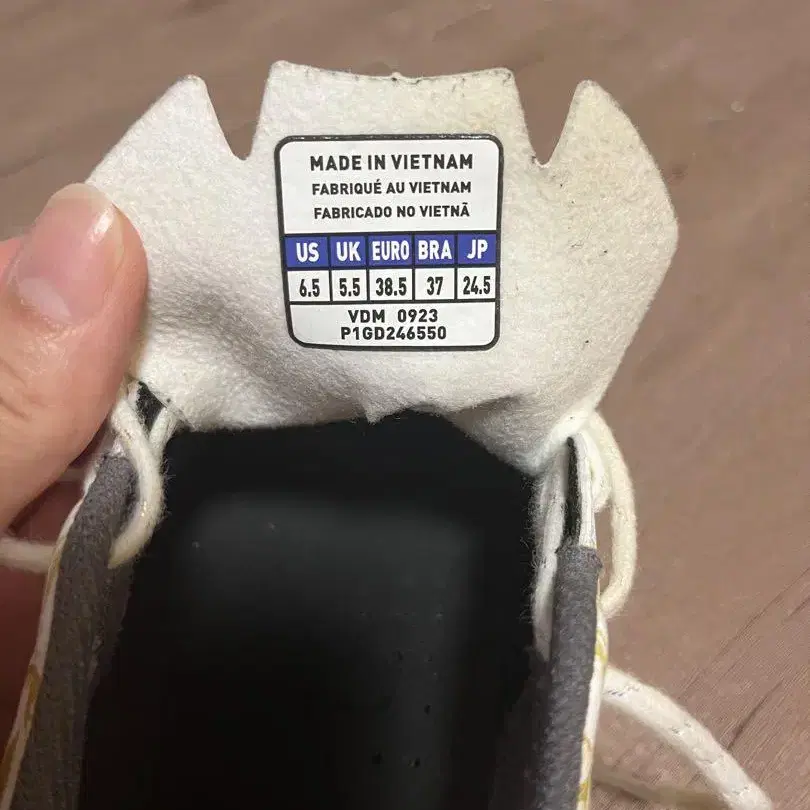 MADE IN VIETNAM
FABRIQUÉ AU VIETNAM
FABRICADO NO VIETNÃ
US UK EURO BRA JP
6.5 5.5 38.5 37 24.5
VDM 0923
P1GD246550